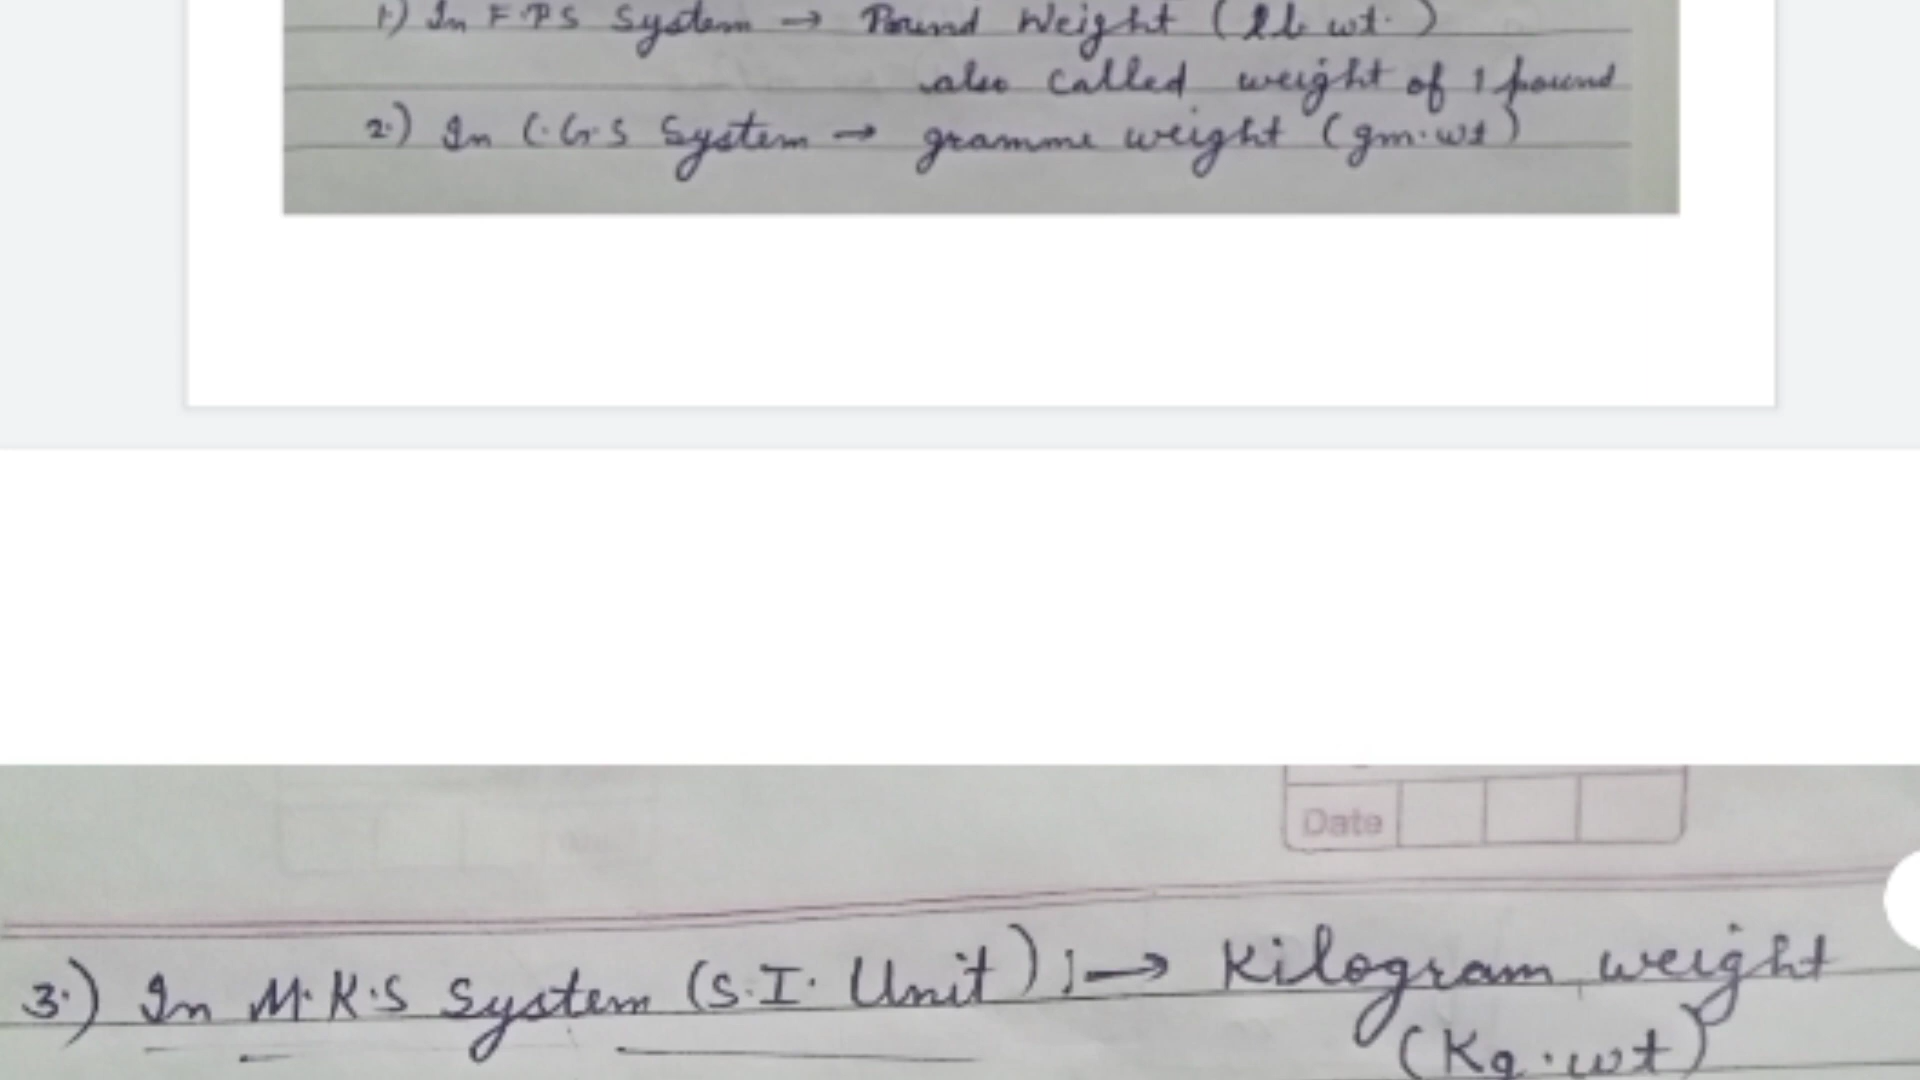 1.) In F.P.S System → Pound Weight (lb wt.)
also called weight of 1 pound
2.) In C.G.S System → gramme weight (gm.wt)
Date
3.) In M.K.S System (S.I. Unit) ;→ Kilogram weight
(Kg.wt)